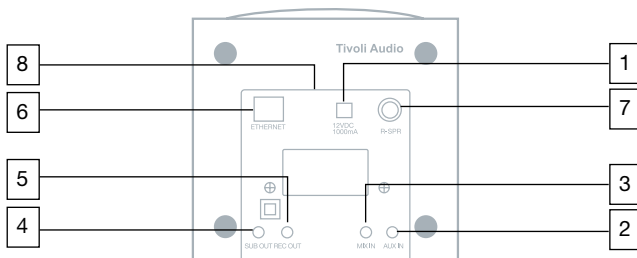 Tivoli Audio
8
1
6
7
ETHERNET
12VDC
1000mA
R-SPR
5
3
4
2
SUB OUT REC OUT
MIX IN
AUX IN